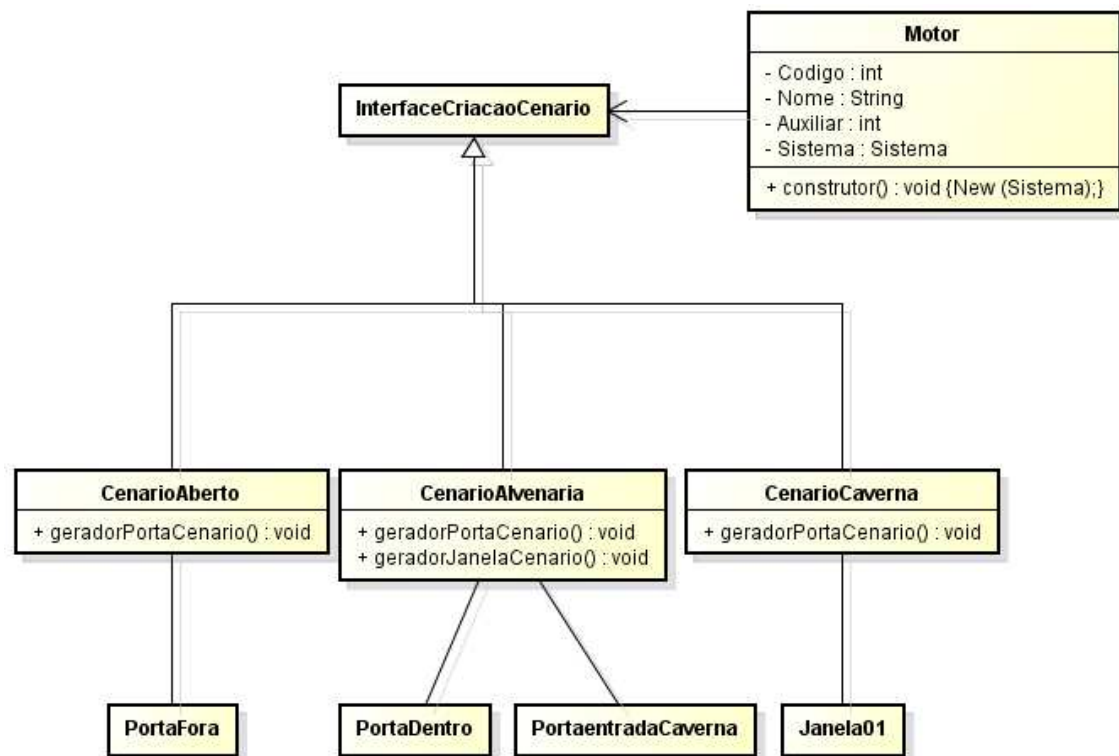 Motor
- Codigo : int
- Nome : String
- Auxiliar : int
- Sistema : Sistema
+ construtor() : void {New (Sistema);}
InterfaceCriacaoCenario
CenarioAberto
+ geradorPortaCenario() : void
CenarioAlvenaria
+ geradorPortaCenario() : void
+ geradorJanelaCenario() : void
CenarioCaverna
+ geradorPortaCenario() : void
PortaFora
PortaDentro
PortaentradaCaverna
Janela01